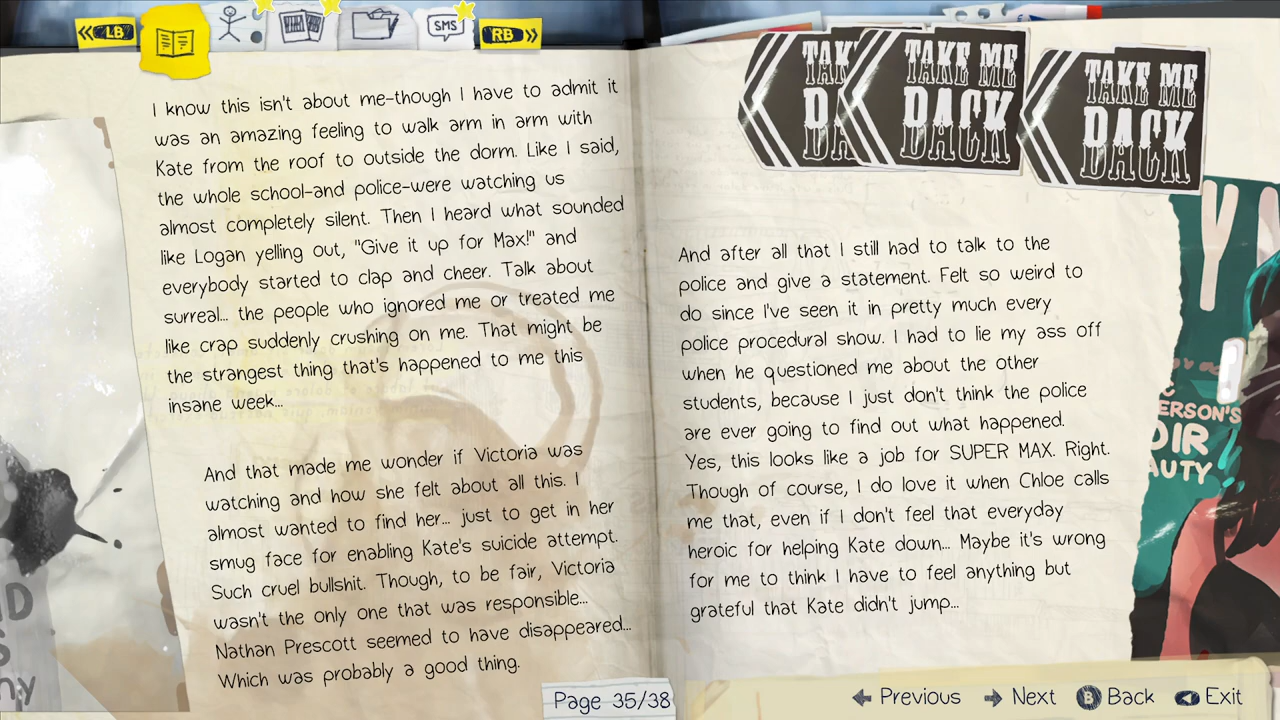 LB
SMS
RB
I know this isn't about me-though I have to admit it
was an amazing feeling to walk arm in arm with
Kate from the roof to outside the dorm. Like I said,
the whole school-and police-were watching us
almost completely silent. Then I heard what sounded
like Logan yelling out, "Give it up for Max!" and
everybody started to clap and cheer. Talk about
surreal... the people who ignored me or treated me
like crap suddenly crushing on me. That might be
the strangest thing that's happened to me this
insane week...
And that made me wonder if Victoria was
watching and how she felt about all this. I
almost wanted to find her... just to get in her
smug face for enabling Kate's suicide attempt.
Such cruel bullshit. Though, to be fair, Victoria
wasn't the only one that was responsible...
Nathan Prescott seemed to have disappeared...
Which was probably a good thing.
TAKE ME
TAKE ME
BACK
TAKE ME
BACK
And after all that I still had to talk to the
police and give a statement. Felt so weird to
do since I've seen it in pretty much every
police procedural show. I had to lie my ass off
when he questioned me about the other
students, because I just don't think the police
are ever going to find out what happened.
Yes, this looks like a job for SUPER MAX. Right.
Though of course, I do love it when Chloe calls
me that, even if I don't feel that everyday
heroic for helping Kate down... Maybe it's wrong
for me to think I have to feel anything but
grateful that Kate didn't jump...
ERSON'S
OIR
AUTY
Page 35/38
Previous
Next
B Back
Exit